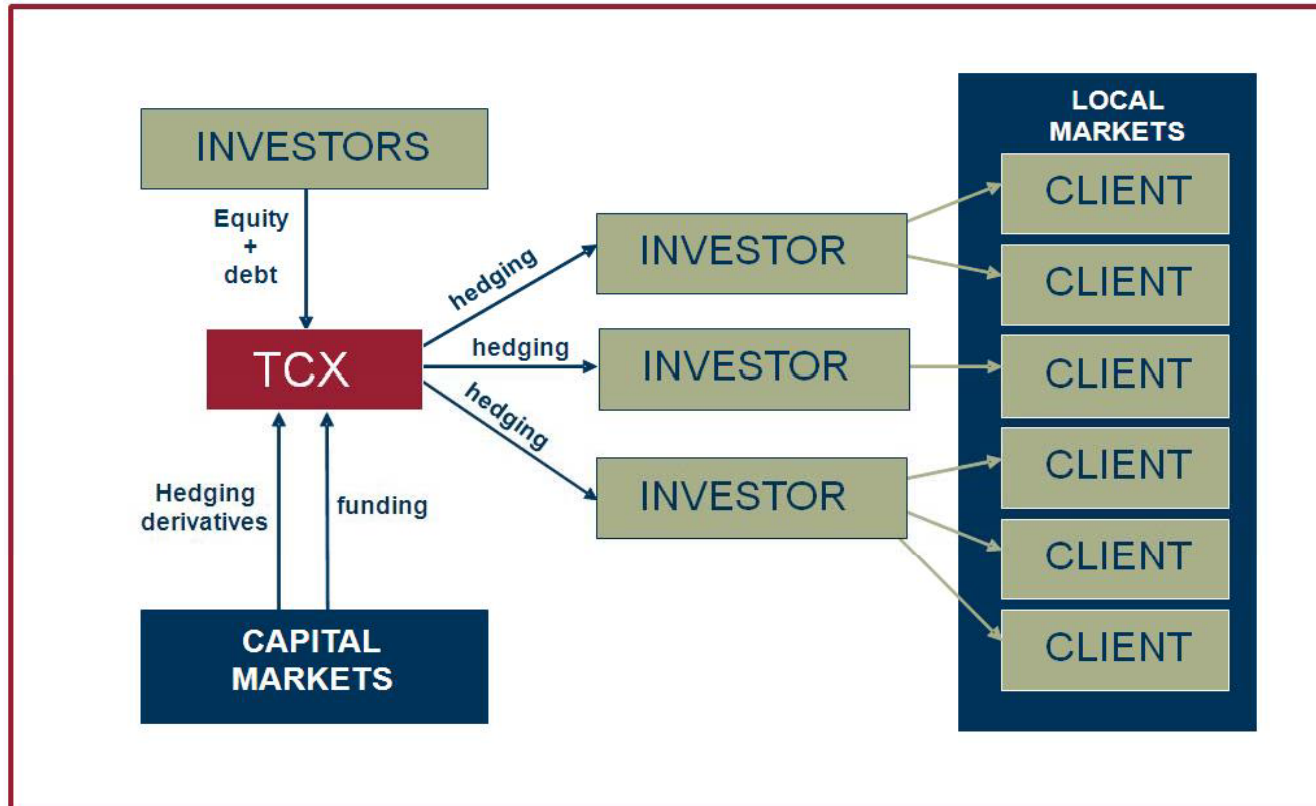 INVESTORS
Equity
+
debt
TCX
Hedging
derivatives
funding
CAPITAL
MARKETS
hedging
hedging
hedging
INVESTOR
INVESTOR
INVESTOR
LOCAL
MARKETS
CLIENT
CLIENT
CLIENT
CLIENT
CLIENT
CLIENT